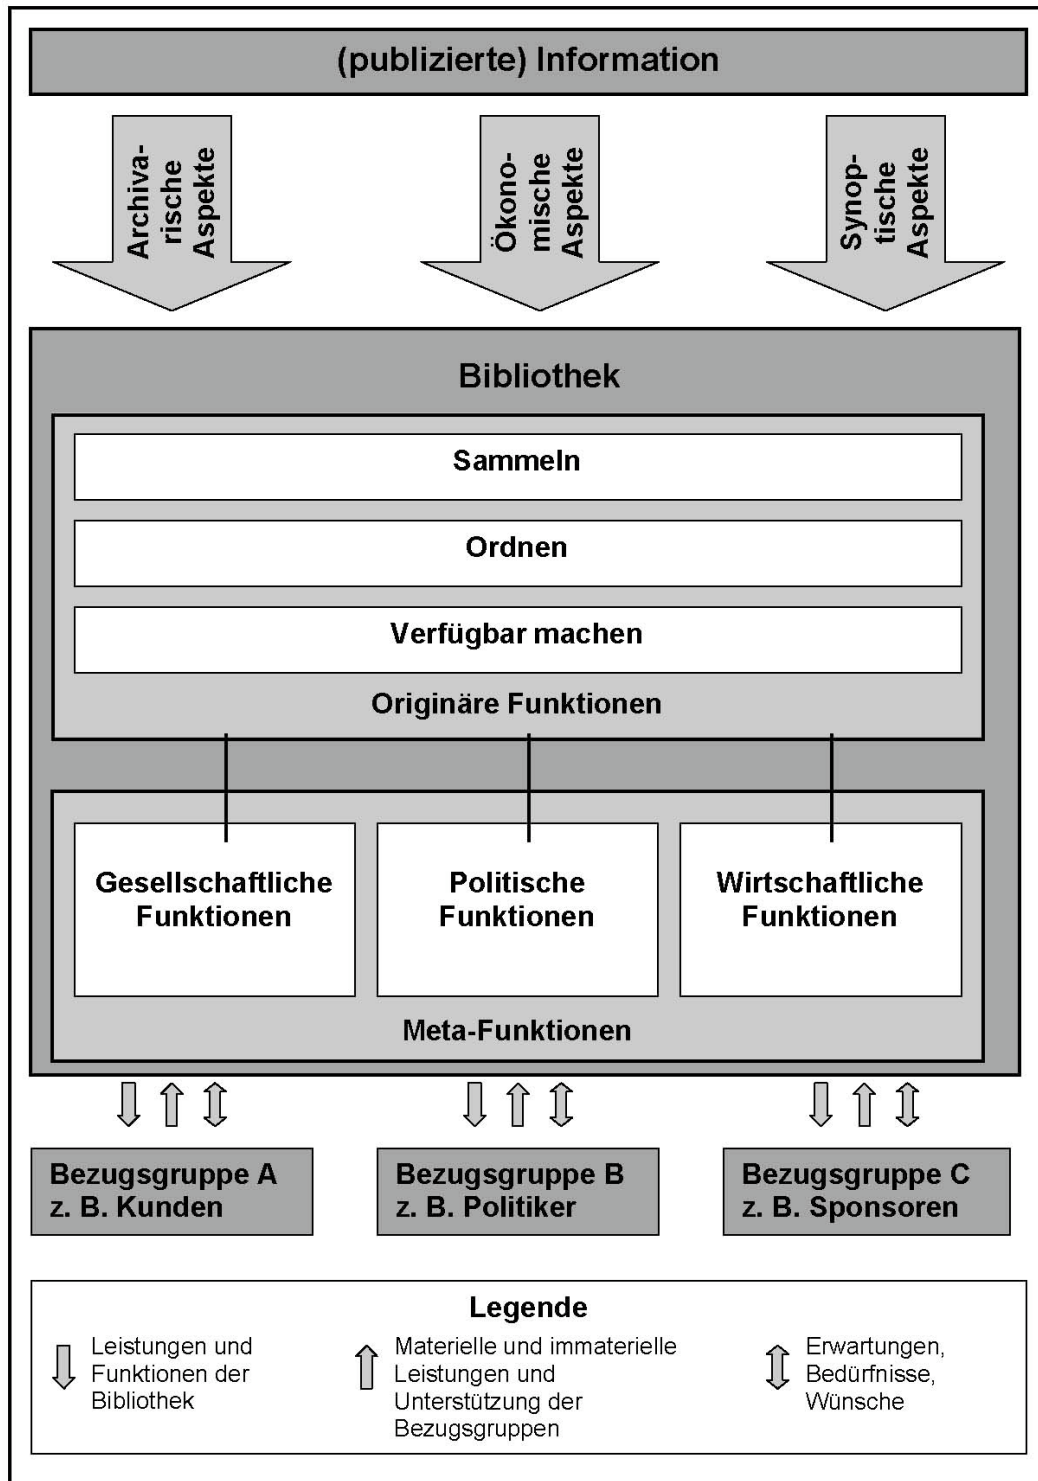 (publizierte) Information
Archiva-
rische
Aspekte
Ökono-
mische
Aspekte
Synop-
tische
Aspekte
Bibliothek
Sammeln
Ordnen
Verfügbar machen
Originäre Funktionen
Gesellschaftliche
Funktionen
Politische
Funktionen
Wirtschaftliche
Funktionen
Meta-Funktionen
Bezugsgruppe A
z. B. Kunden
Bezugsgruppe B
z. B. Politiker
Bezugsgruppe C
z. B. Sponsoren
Legende
Leistungen und
Funktionen der
Bibliothek
Materielle und immaterielle
Leistungen und
Unterstützung der
Bezugsgruppen
Erwartungen,
Bedürfnisse,
Wünsche